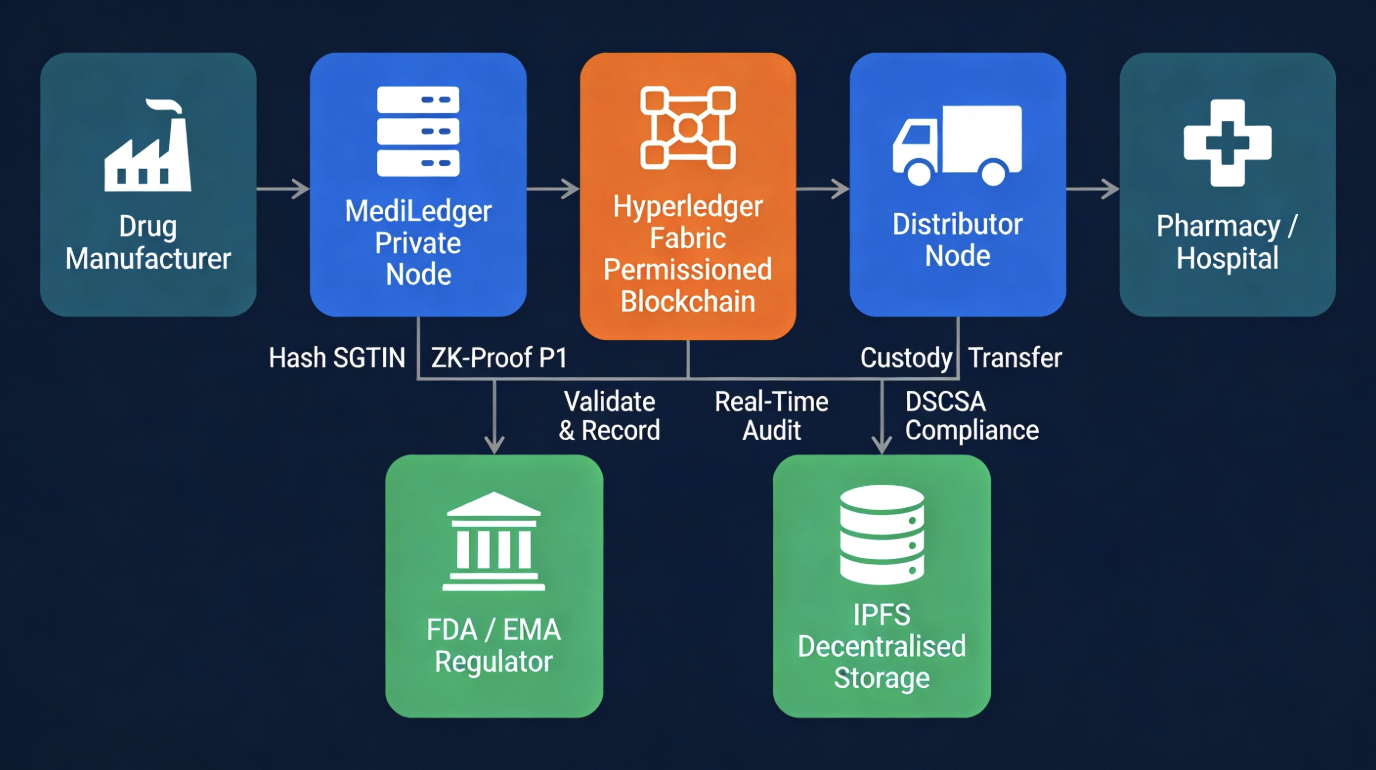 Drug
Manufacturer
MediLedger
Private
Node
Hyperledger
Fabric
Permissioned
Blockchain
Distributor
Node
Pharmacy /
Hospital
Hash SGTIN
ZK-Proof P1
Custody
Transfer
Validate
& Record
Real-Time
Audit
DSCSA
Compliance
FDA / EMA
Regulator
IPFS
Decentralised
Storage